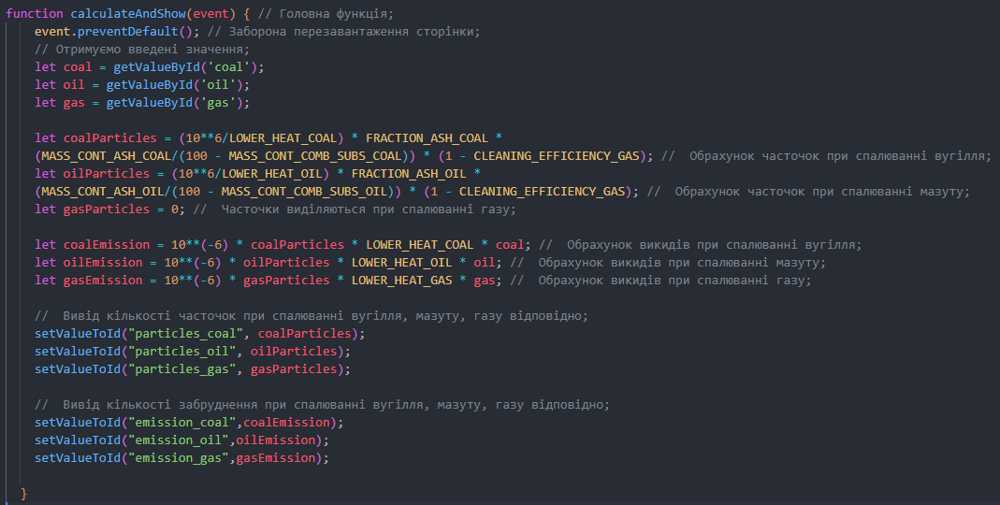 function calculateAndShow(event) { // Головна функція;
event.preventDefault(); // Заборона перезавантаження сторінки;
// Отримуємо введені значення;
let coal = getValueById('coal');
let oil = getValueById('oil');
let gas = getValueById('gas');
let coalParticles = (10**6/LOWER_HEAT_COAL) * FRACTION_ASH_COAL *
(MASS_CONT_ASH_COAL/(100 - MASS_CONT_COMB_SUBS_COAL)) * (1 - CLEANING_EFFICIENCY_GAS); //  Обрахунок часточок при спалюванні вугілля;
let oilParticles = (10**6/LOWER_HEAT_OIL) * FRACTION_ASH_OIL *
(MASS_CONT_ASH_OIL/(100 - MASS_CONT_COMB_SUBS_OIL)) * (1 - CLEANING_EFFICIENCY_GAS); //  Обрахунок часточок при спалюванні мазуту;
let gasParticles = 0; //  Часточки виділяються при спалюванні газу;
let coalEmission = 10**(-6) * coalParticles * LOWER_HEAT_COAL * coal; //  Обрахунок викидів при спалюванні вугілля;
let oilEmission = 10**(-6) * oilParticles * LOWER_HEAT_OIL * oil; //  Обрахунок викидів при спалюванні мазуту;
let gasEmission = 10**(-6) * gasParticles * LOWER_HEAT_GAS * gas; //  Обрахунок викидів при спалюванні газу;
//  Вивід кількості часточок при спалюванні вугілля, мазуту, газу відповідно;
setValueToId("particles_coal", coalParticles);
setValueToId("particles_oil", oilParticles);
setValueToId("particles_gas", gasParticles);
//  Вивід кількості забруднення при спалюванні вугілля, мазуту, газу відповідно;
setValueToId("emission_coal",coalEmission);
setValueToId("emission_oil",oilEmission);
setValueToId("emission_gas",gasEmission);
}